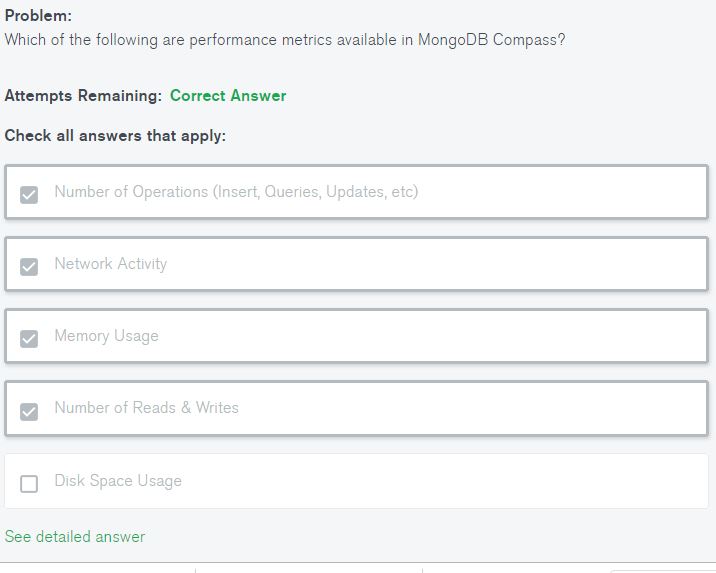 Problem:
Which of the following are performance metrics available in MongoDB Compass?
Attempts Remaining: Correct Answer
Check all answers that apply:
Number of Operations (Insert, Queries, Updates, etc)
Network Activity
Memory Usage
Number of Reads & Writes
Disk Space Usage
See detailed answer